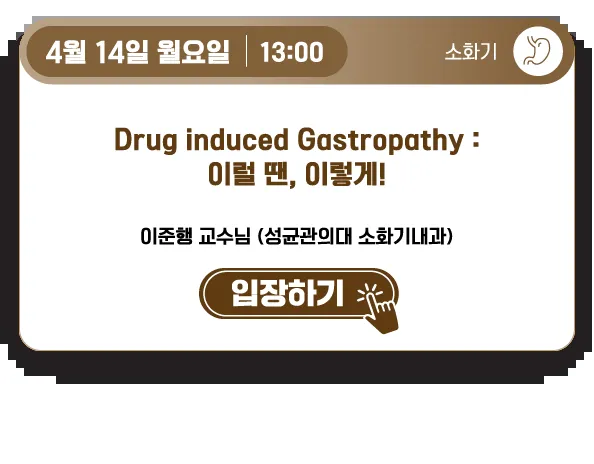 4월 14일 월요일 | 13:00
소화기
Drug induced Gastropathy :
이럴 땐, 이렇게!
이준행 교수님 (성균관의대 소화기내과)
입장하기